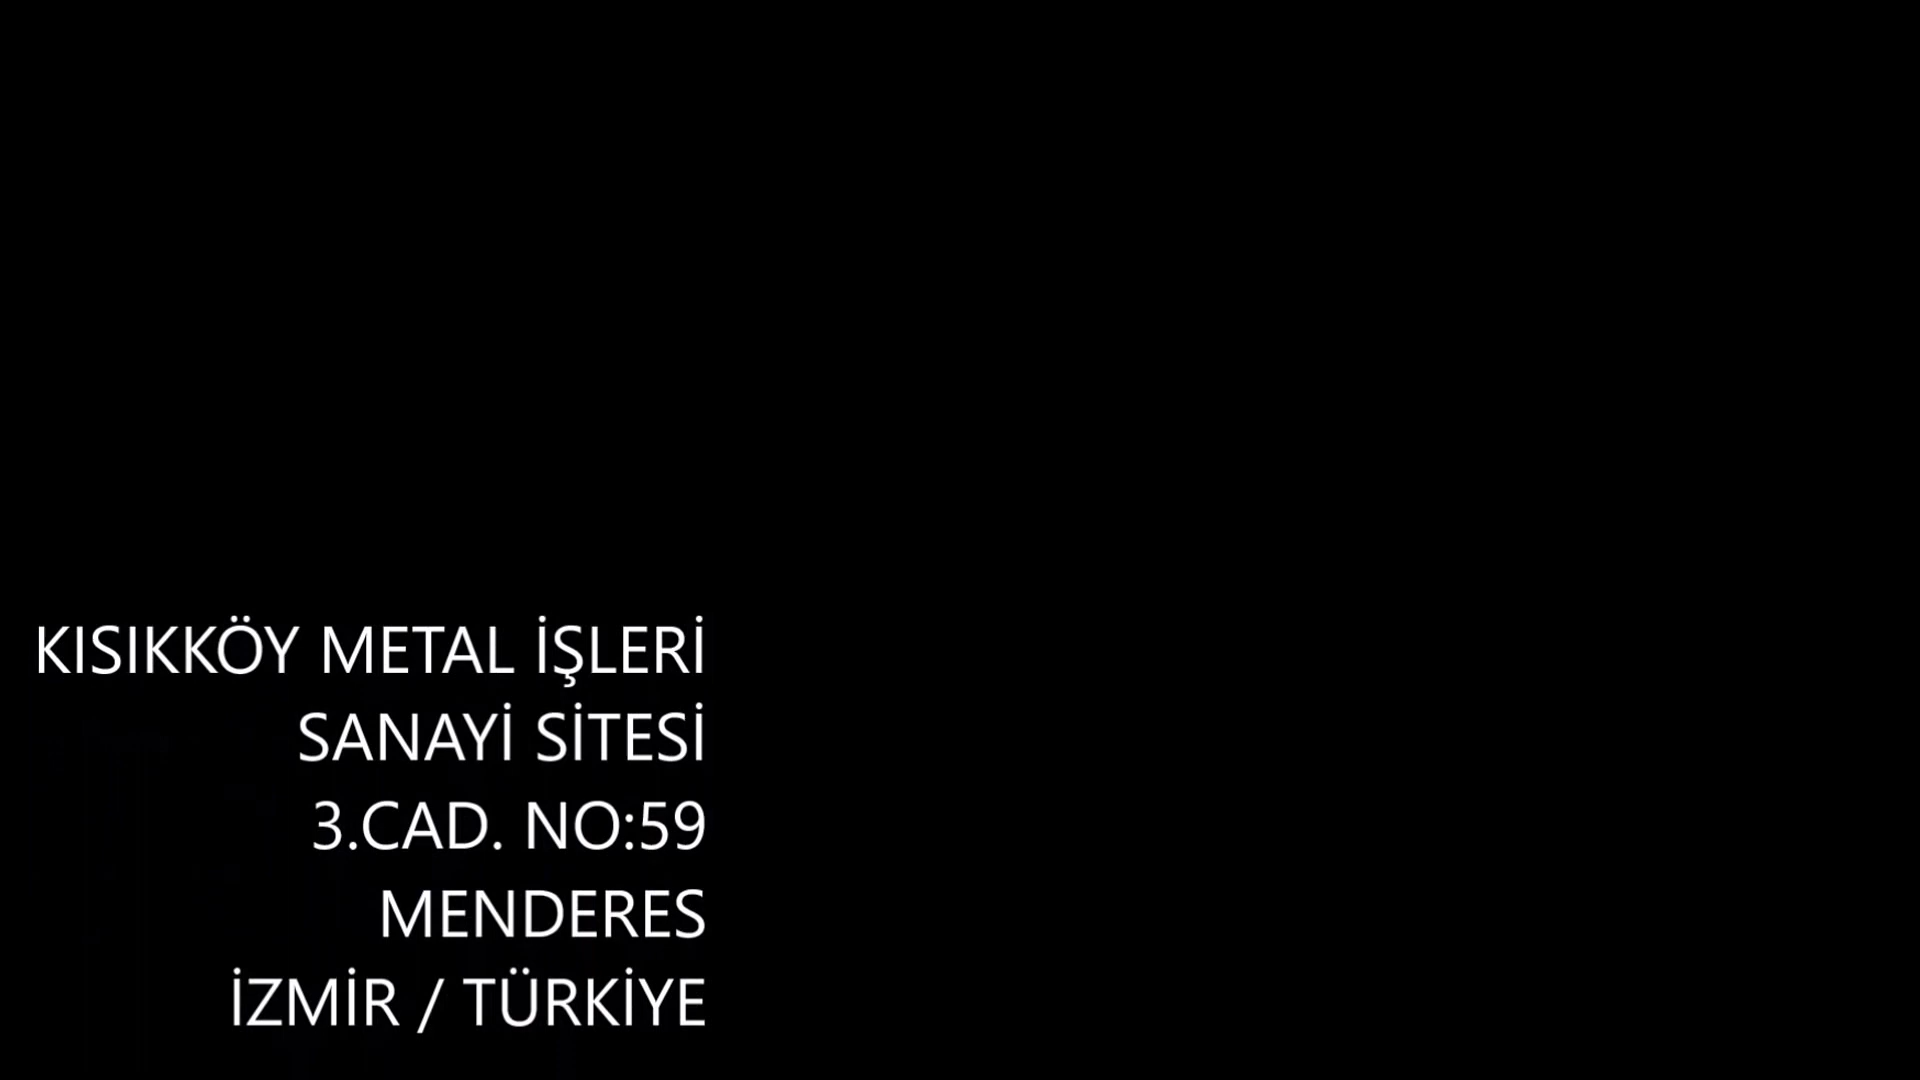 KISIKKÖY METAL İŞLERİ
SANAYİ SİTESİ
3.CAD. NO:59
MENDERES
İZMİR / TÜRKİYE